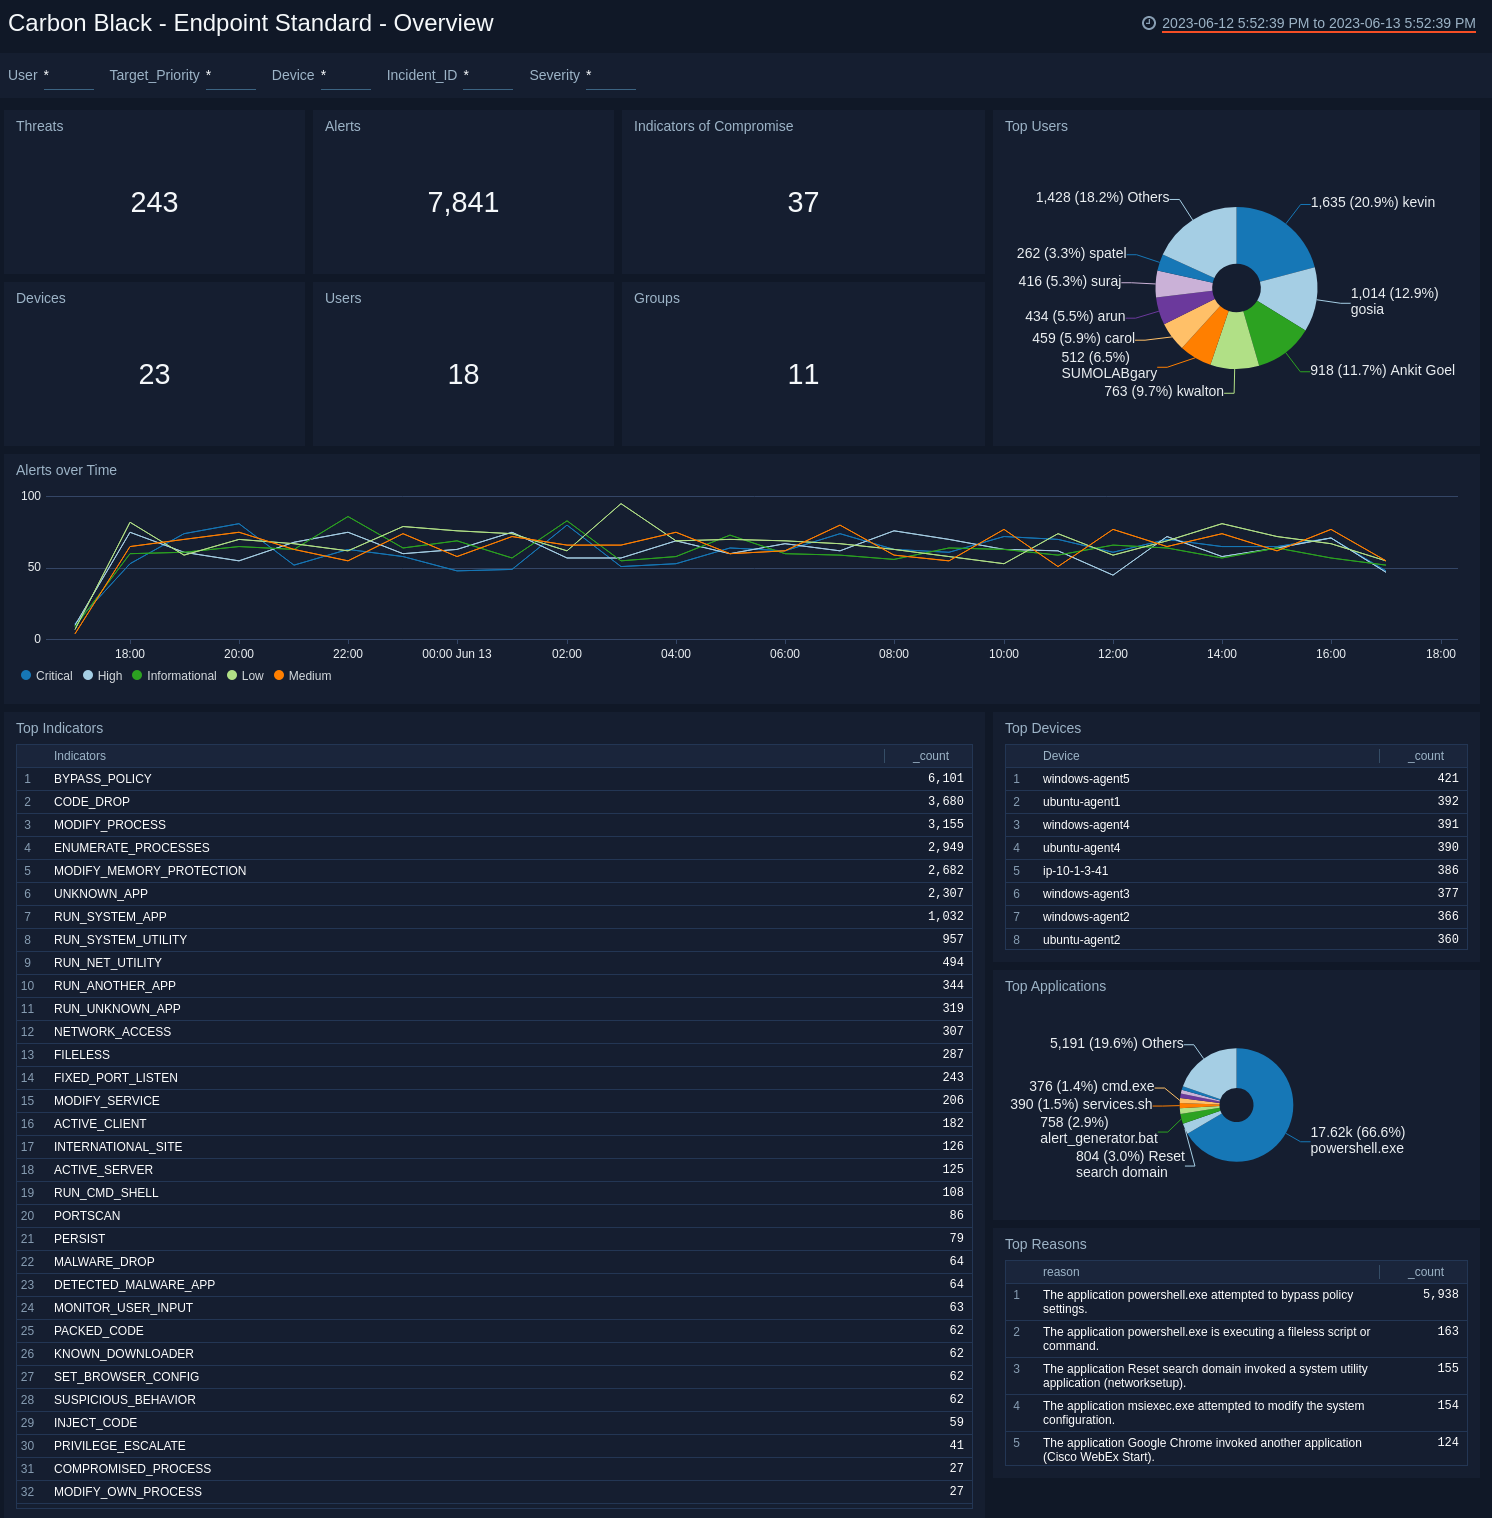 Carbon Black - Endpoint Standard - Overview
2023-06-12 5:52:39 PM to 2023-06-13 5:52:39 PM
User * Target_Priority * Device * Incident_ID * Severity *
Threats
243
Alerts
7,841
Indicators of Compromise
37
Devices
23
Users
18
Groups
11
Top Users
1,428 (18.2%) Others
1,635 (20.9%) kevin
262 (3.3%) spatel
416 (5.3%) suraj
1,014 (12.9%)
gosia
434 (5.5%) arun
459 (5.9%) carol
512 (6.5%)
SUMOLABgary
918 (11.7%) Ankit Goel
763 (9.7%) kwalton
Alerts over Time
100
50
0
18:00 20:00 22:00 00:00 Jun 13 02:00 04:00 06:00 08:00 10:00 12:00 14:00 16:00 18:00
Critical High Informational Low Medium
Top Indicators
Indicators _count
1 BYPASS_POLICY 6,101
2 CODE_DROP 3,680
3 MODIFY_PROCESS 3,155
4 ENUMERATE_PROCESSES 2,949
5 MODIFY_MEMORY_PROTECTION 2,682
6 UNKNOWN_APP 2,307
7 RUN_SYSTEM_APP 1,032
8 RUN_SYSTEM_UTILITY 957
9 RUN_NET_UTILITY 494
10 RUN_ANOTHER_APP 344
11 RUN_UNKNOWN_APP 319
12 NETWORK_ACCESS 307
13 FILELESS 287
14 FIXED_PORT_LISTEN 243
15 MODIFY_SERVICE 206
16 ACTIVE_CLIENT 182
17 INTERNATIONAL_SITE 126
18 ACTIVE_SERVER 125
19 RUN_CMD_SHELL 108
20 PORTSCAN 86
21 PERSIST 79
22 MALWARE_DROP 64
23 DETECTED_MALWARE_APP 64
24 MONITOR_USER_INPUT 63
25 PACKED_CODE 62
26 KNOWN_DOWNLOADER 62
27 SET_BROWSER_CONFIG 62
28 SUSPICIOUS_BEHAVIOR 62
29 INJECT_CODE 59
30 PRIVILEGE_ESCALATE 41
31 COMPROMISED_PROCESS 27
32 MODIFY_OWN_PROCESS 27
Top Devices
Device _count
1 windows-agent5 421
2 ubuntu-agent1 392
3 windows-agent4 391
4 ubuntu-agent4 390
5 ip-10-1-3-41 386
6 windows-agent3 377
7 windows-agent2 366
8 ubuntu-agent2 360
Top Applications
5,191 (19.6%) Others
376 (1.4%) cmd.exe
390 (1.5%) services.sh
758 (2.9%)
alert_generator.bat
804 (3.0%) Reset
search domain
17.62k (66.6%)
powershell.exe
Top Reasons
reason _count
1 The application powershell.exe attempted to bypass policy 5,938
settings.
2 The application powershell.exe is executing a fileless script or 163
command.
3 The application Reset search domain invoked a system utility 155
application (networksetup).
4 The application msiexec.exe attempted to modify the system 154
configuration.
5 The application Google Chrome invoked another application 124
(Cisco WebEx Start).